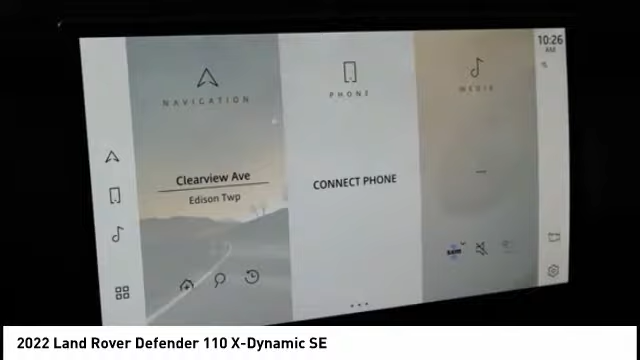 10:26
AM
NAVIGATION
PHONE
MEDIA
Clearview Ave
Edison Twp
CONNECT PHONE
SXM
2022 Land Rover Defender 110 X-Dynamic SE